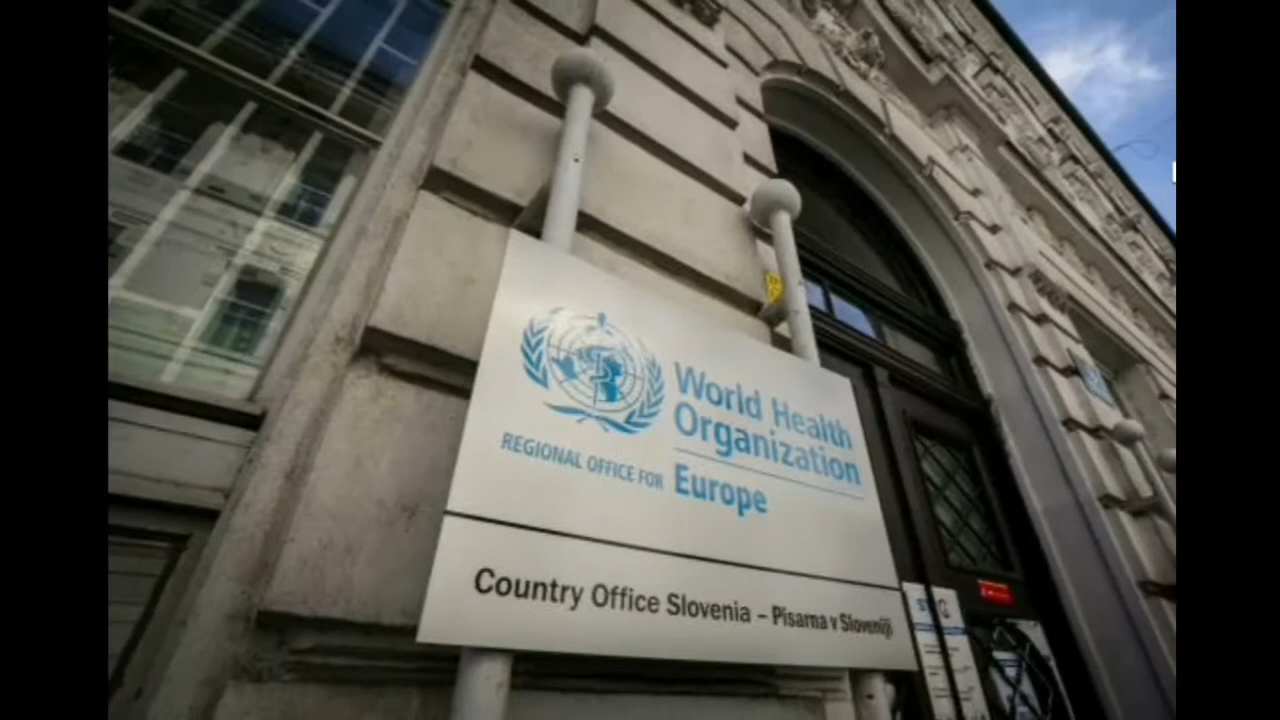 World Health
Organization
REGIONAL OFFICE FOR Europe
Country Office Slovenia – Pisarna v Sloveniji